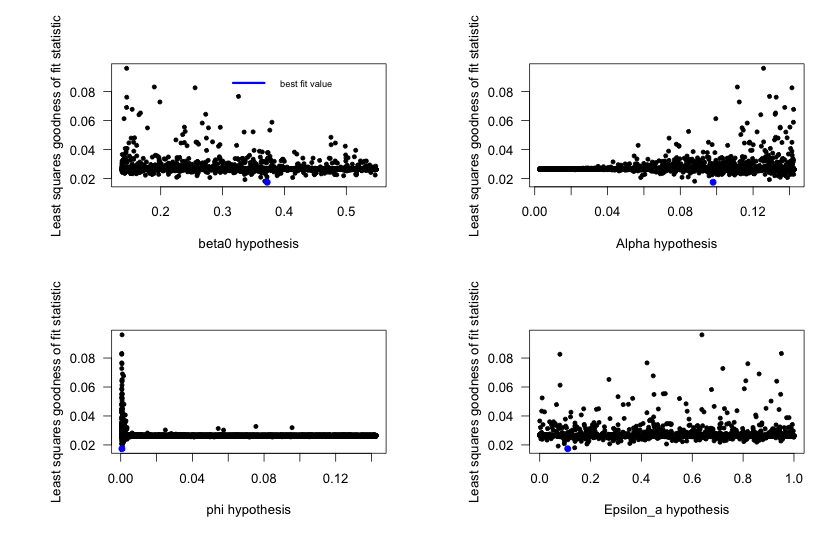 Least squares goodness of fit statistic
0.08
0.06
0.04
0.02
best fit value
0.2 0.3 0.4 0.5
beta0 hypothesis
Least squares goodness of fit statistic
0.08
0.06
0.04
0.02
0.00 0.04 0.08 0.12
Alpha hypothesis
Least squares goodness of fit statistic
0.08
0.06
0.04
0.02
0.00 0.04 0.08 0.12
phi hypothesis
Least squares goodness of fit statistic
0.08
0.06
0.04
0.02
0.0 0.2 0.4 0.6 0.8 1.0
Epsilon_a hypothesis